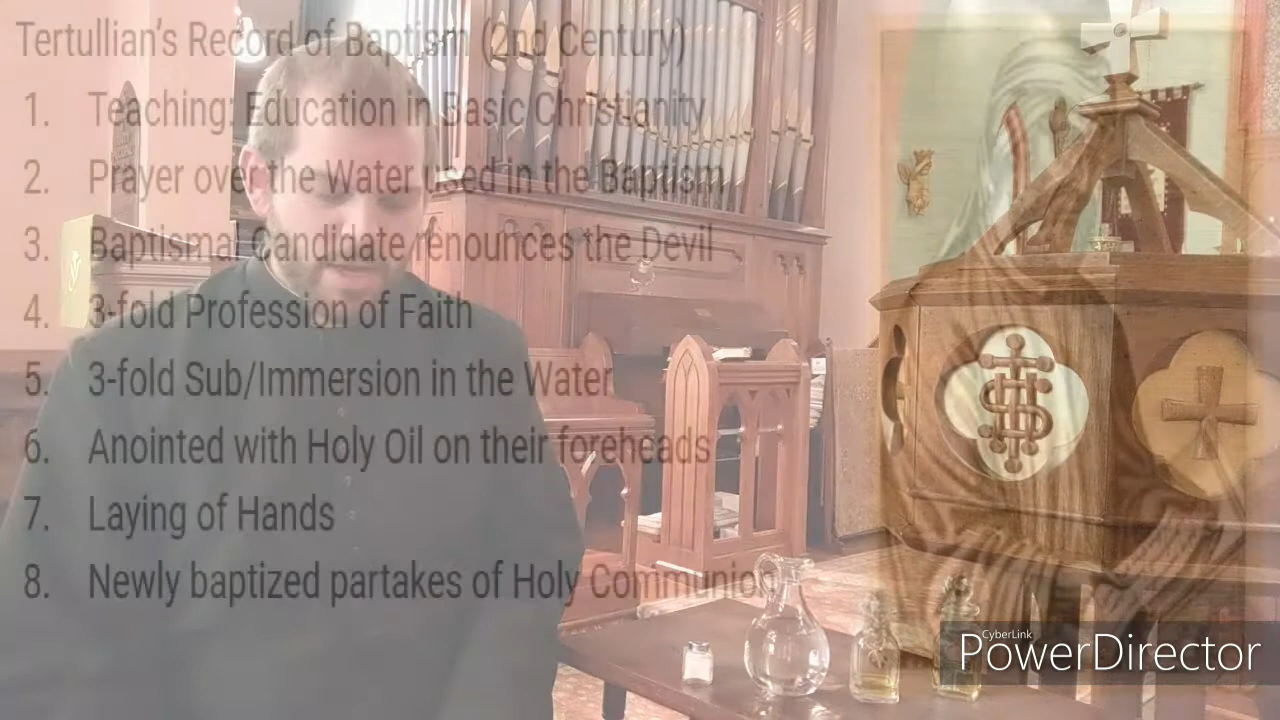 Tertullian's Record of Baptism (2nd Century)
1. Teaching: Education in Basic Christianity
2. Prayer over the Water used in the Baptism
3. Baptismal Candidate renounces the Devil
4. 3-fold Profession of Faith
5. 3-fold Sub/Immersion in the Water
6. Anointed with Holy Oil on their foreheads
7. Laying of Hands
8. Newly baptized partakes of Holy Communion
CyberLink
PowerDirector